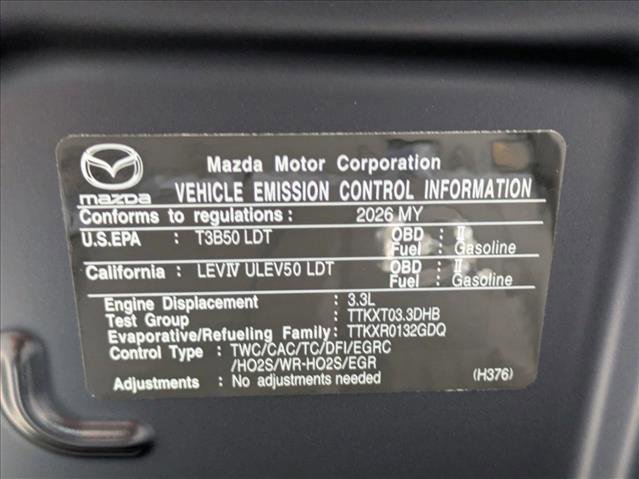 Mazda Motor Corporation
mazda VEHICLE EMISSION CONTROL INFORMATION
Conforms to regulations : 2026 MY
U.S.EPA : T3B50 LDT OBD : II
Fuel : Gasoline
California : LEVIV ULEV50 LDT OBD : II
Fuel : Gasoline
Engine Displacement : 3.3L
Test Group : TTKXT03.3DHB
Evaporative/Refueling Family: TTKXR0132GDQ
Control Type : TWC/CAC/TC/DFI/EGRC
/HO2S/WR-HO2S/EGR
Adjustments : No adjustments needed (H376)